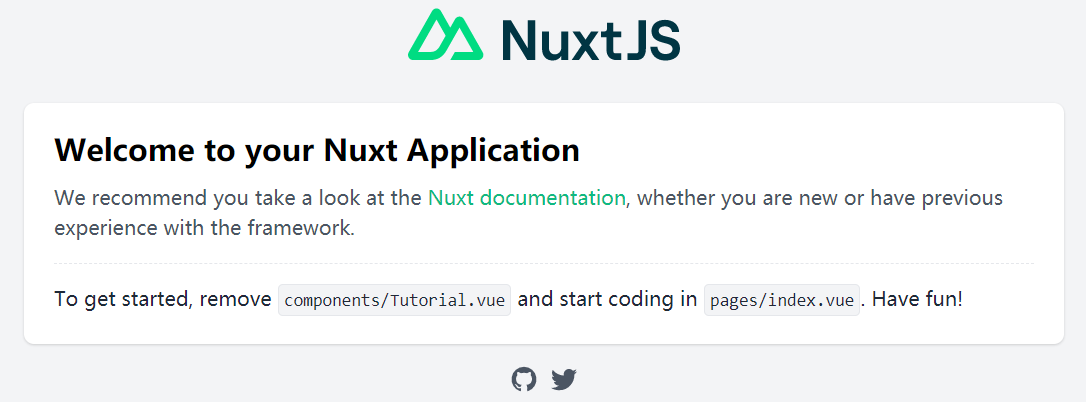 NuxtJS
Welcome to your Nuxt Application
We recommend you take a look at the Nuxt documentation, whether you are new or have previous
experience with the framework.
To get started, remove components/Tutorial.vue and start coding in pages/index.vue. Have fun!